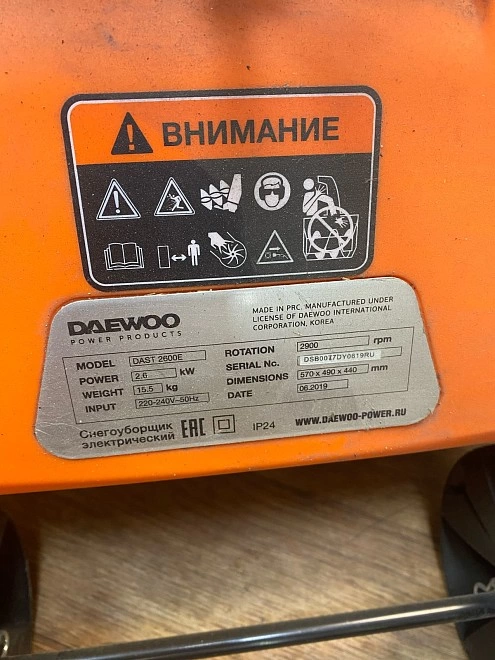 ВНИМАНИЕ
DAEWOO
POWER PRODUCTS
MADE IN PRC. MANUFACTURED UNDER
LICENSE OF DAEWOO INTERNATIONAL
CORPORATION, KOREA
MODEL DAST 2600E
POWER 2.6 kW
WEIGHT 15.5 kg
INPUT 220-240V~50Hz
ROTATION 2900 rpm
SERIAL No. DSB0017DY0819RU
DIMENSIONS 570 x 490 x 440 mm
DATE 06.2019
Снегоуборщик
электрический
EAC
IP24
WWW.DAEWOO-POWER.RU